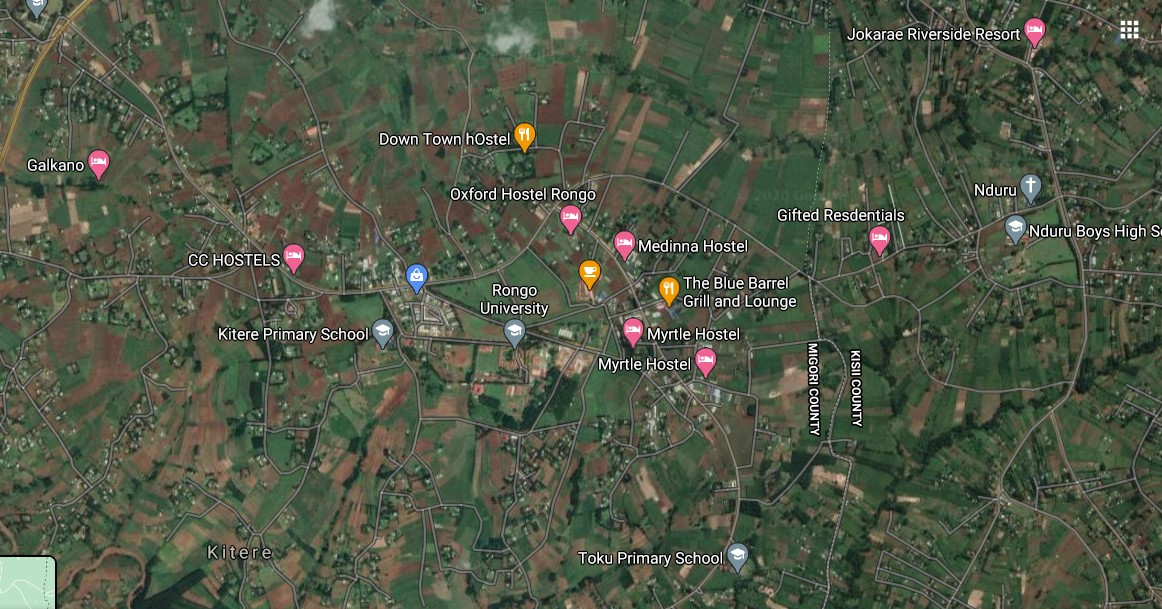 Jokarae Riverside Resort
Down Town hOstel
Galkano
Nduru
Oxford Hostel Rongo
Gifted Resdentials
Nduru Boys High S
Medinna Hostel
CC HOSTELS
The Blue Barrel
Grill and Lounge
Rongo
University
Kitere Primary School
Myrtle Hostel
Myrtle Hostel
MIGORI COUNTY
KISII COUNTY
Kitere
Toku Primary School